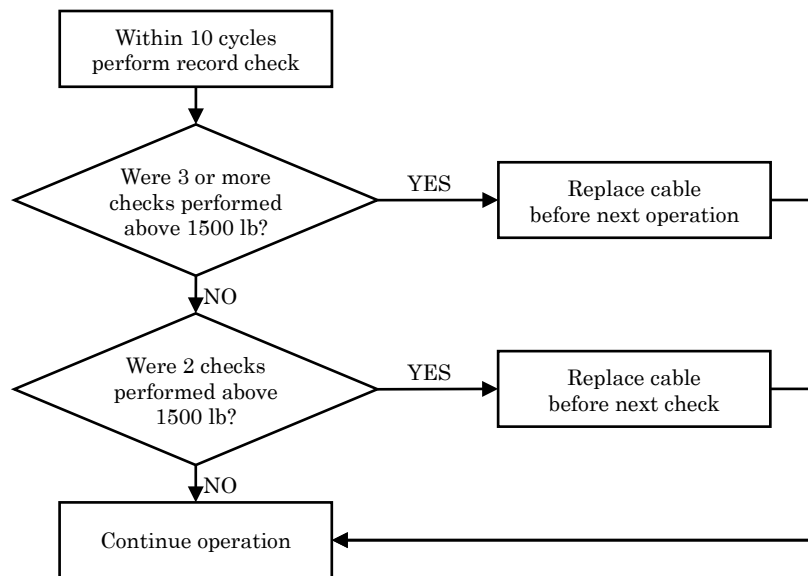 Within 10 cycles
perform record check
Were 3 or more
checks performed
above 1500 lb?
YES
Replace cable
before next operation
NO
Were 2 checks
performed above
1500 lb?
YES
Replace cable
before next check
NO
Continue operation